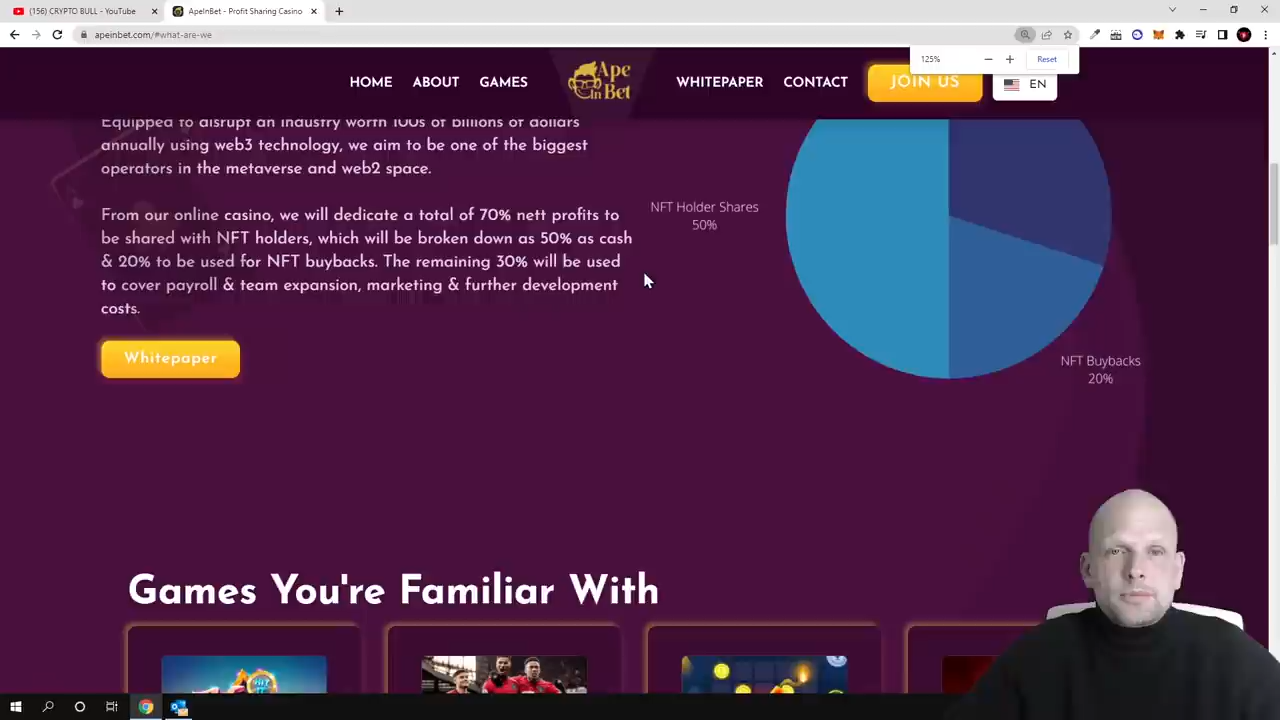 (156) CRYPTO BULL - YouTube
ApeInBet - Profit Sharing Casino
apeinbet.com/#what-are-we
125%
Reset
HOME
ABOUT
GAMES
Ape
In Bet
WHITEPAPER
CONTACT
JOIN US
EN
Equipped to disrupt an industry worth 100s of billions of dollars
annually using web3 technology, we aim to be one of the biggest
operators in the metaverse and web2 space.
From our online casino, we will dedicate a total of 70% nett profits to
be shared with NFT holders, which will be broken down as 50% as cash
& 20% to be used for NFT buybacks. The remaining 30% will be used
to cover payroll & team expansion, marketing & further development
costs.
Whitepaper
NFT Holder Shares
50%
NFT Buybacks
20%
Games You're Familiar With